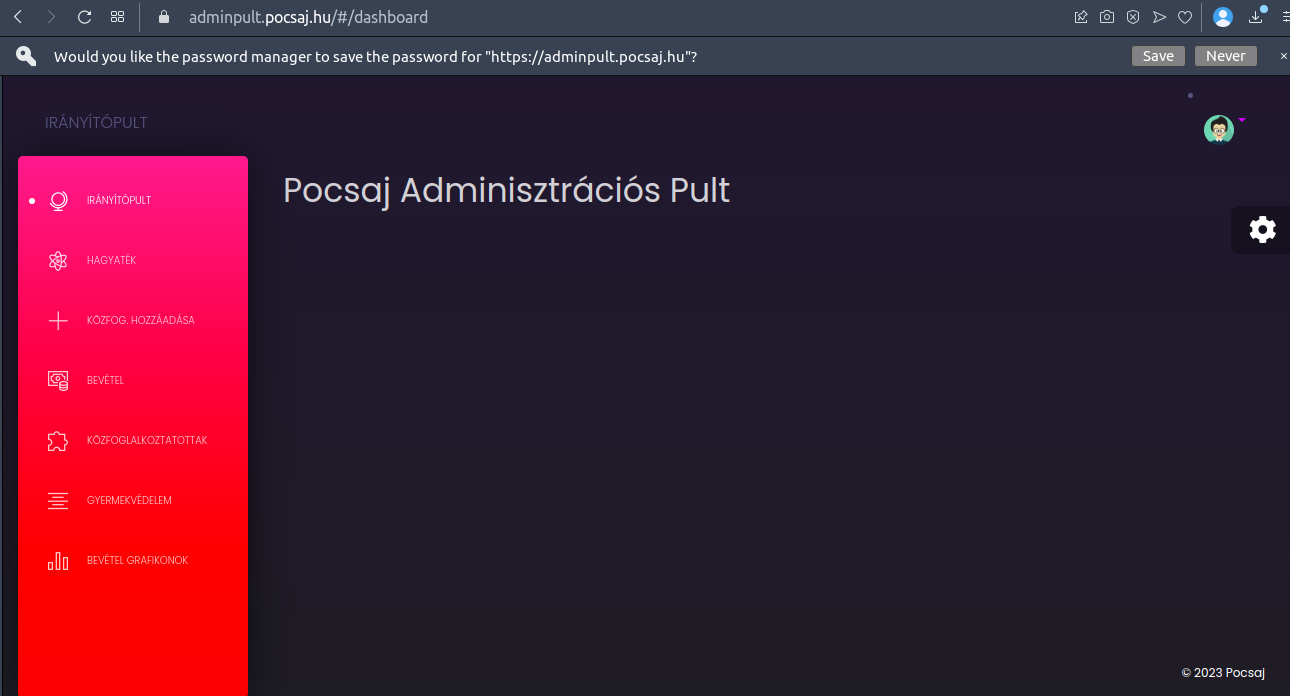 adminpult.pocsaj.hu/#/dashboard
Would you like the password manager to save the password for "https://adminpult.pocsaj.hu"?
Save
Never
IRÁNYÍTÓPULT
Pocsaj Adminisztrációs Pult
IRÁNYÍTÓPULT
HAGYATÉK
KÖZFOG. HOZZÁADÁSA
BEVÉTEL
KÖZFOGLALKOZTATOTTAK
GYERMEKVÉDELEM
BEVÉTEL GRAFIKONOK
© 2023 Pocsaj